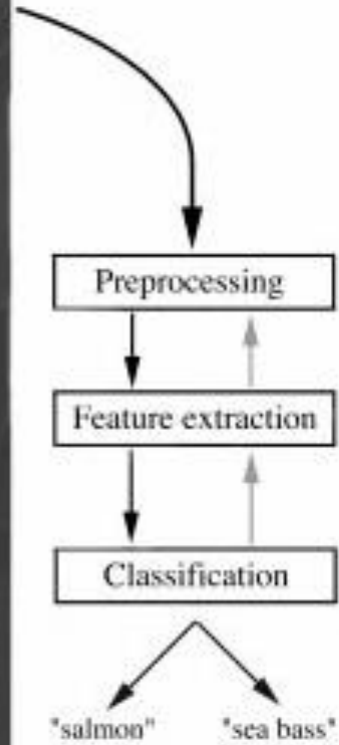 Preprocessing
Feature extraction
Classification
"salmon" "sea bass"